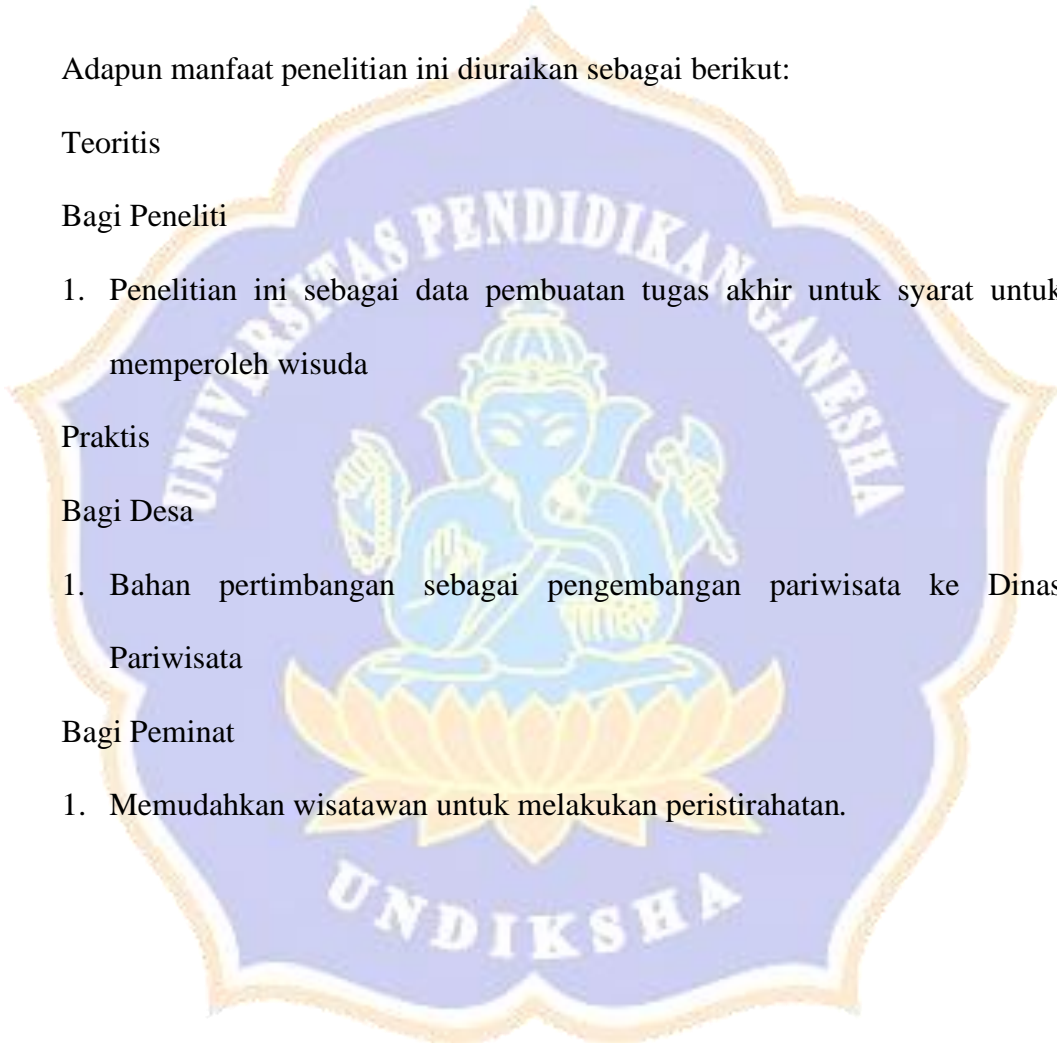 Adapun manfaat penelitian ini diuraikan sebagai berikut:
Teoritis
Bagi Peneliti
UNIVERSITAS PENDIDIKAN GANESHA
1. Penelitian ini sebagai data pembuatan tugas akhir untuk syarat untuk
memperoleh wisuda
Praktis
Bagi Desa
1. Bahan pertimbangan sebagai pengembangan pariwisata ke Dinas
Pariwisata
Bagi Peminat
1. Memudahkan wisatawan untuk melakukan peristirahatan.
UNDIKSHA